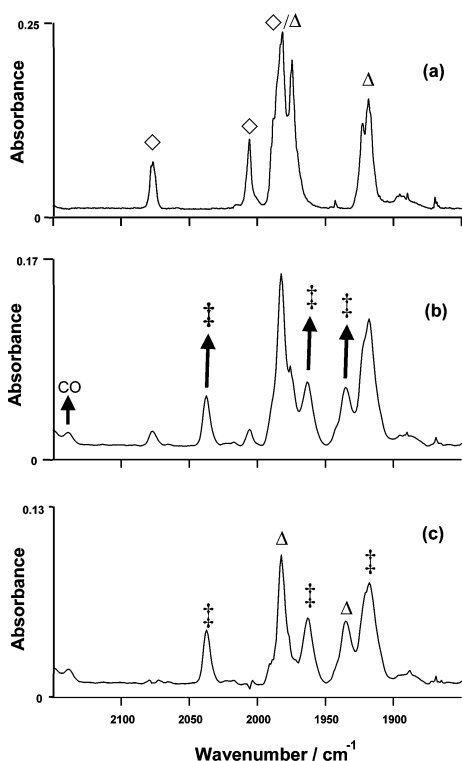 0.25
◇/Δ
(a)
Δ
◇
◇
Absorbance
0
0.17
(b)
‡
‡
‡
CO
Absorbance
0
0.13
(c)
Δ
‡
‡
‡
Δ
Absorbance
0
2100
2050
2000
1950
1900
Wavenumber / cm⁻¹